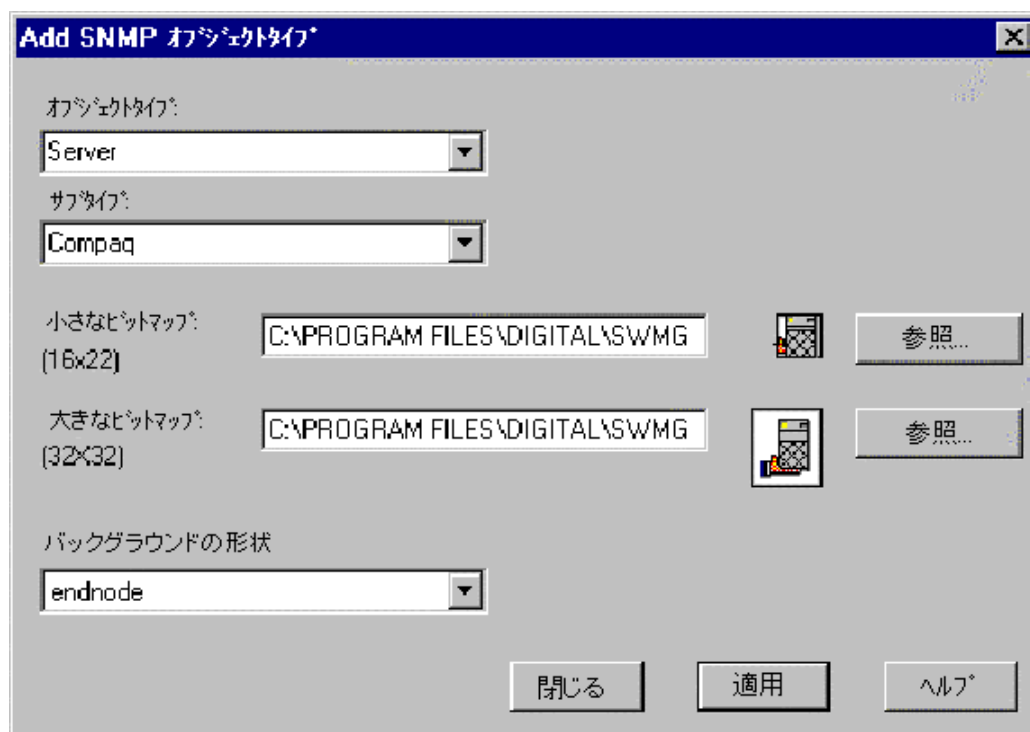 Add SNMP ｵﾌﾞｼﾞｪｸﾄﾀｲﾌﾟ
ｵﾌﾞｼﾞｪｸﾄﾀｲﾌﾟ:
Server
ｻﾌﾞﾀｲﾌﾟ:
Compaq
小さなﾋﾞｯﾄﾏｯﾌﾟ:
(16x22)
C:\PROGRAM FILES\DIGITAL\SWMG
参照...
大きなﾋﾞｯﾄﾏｯﾌﾟ:
(32x32)
C:\PROGRAM FILES\DIGITAL\SWMG
参照...
バックグラウンドの形状
endnode
閉じる
適用
ﾍﾙﾌﾟ